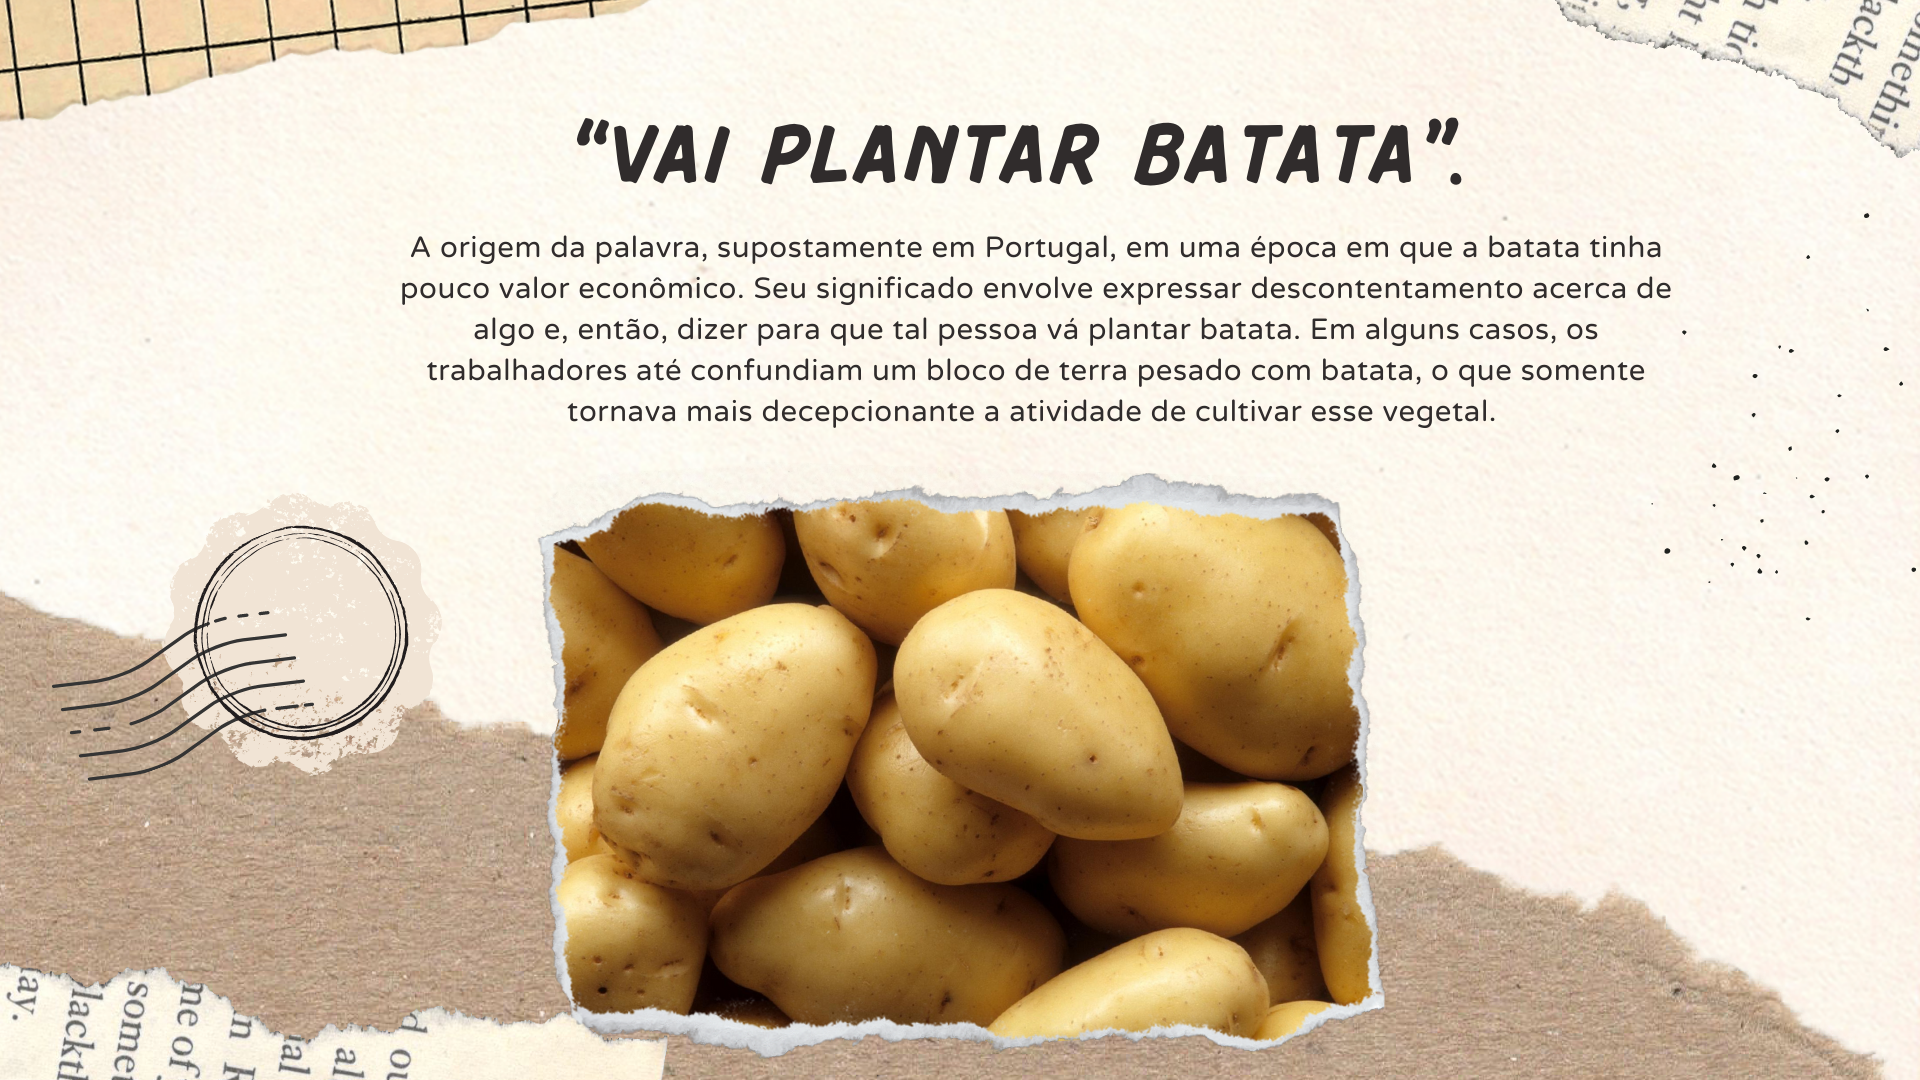 “VAI PLANTAR BATATA”.
A origem da palavra, supostamente em Portugal, em uma época em que a batata tinha
pouco valor econômico. Seu significado envolve expressar descontentamento acerca de
algo e, então, dizer para que tal pessoa vá plantar batata. Em alguns casos, os
trabalhadores até confundiam um bloco de terra pesado com batata, o que somente
tornava mais decepcionante a atividade de cultivar esse vegetal.
ay.